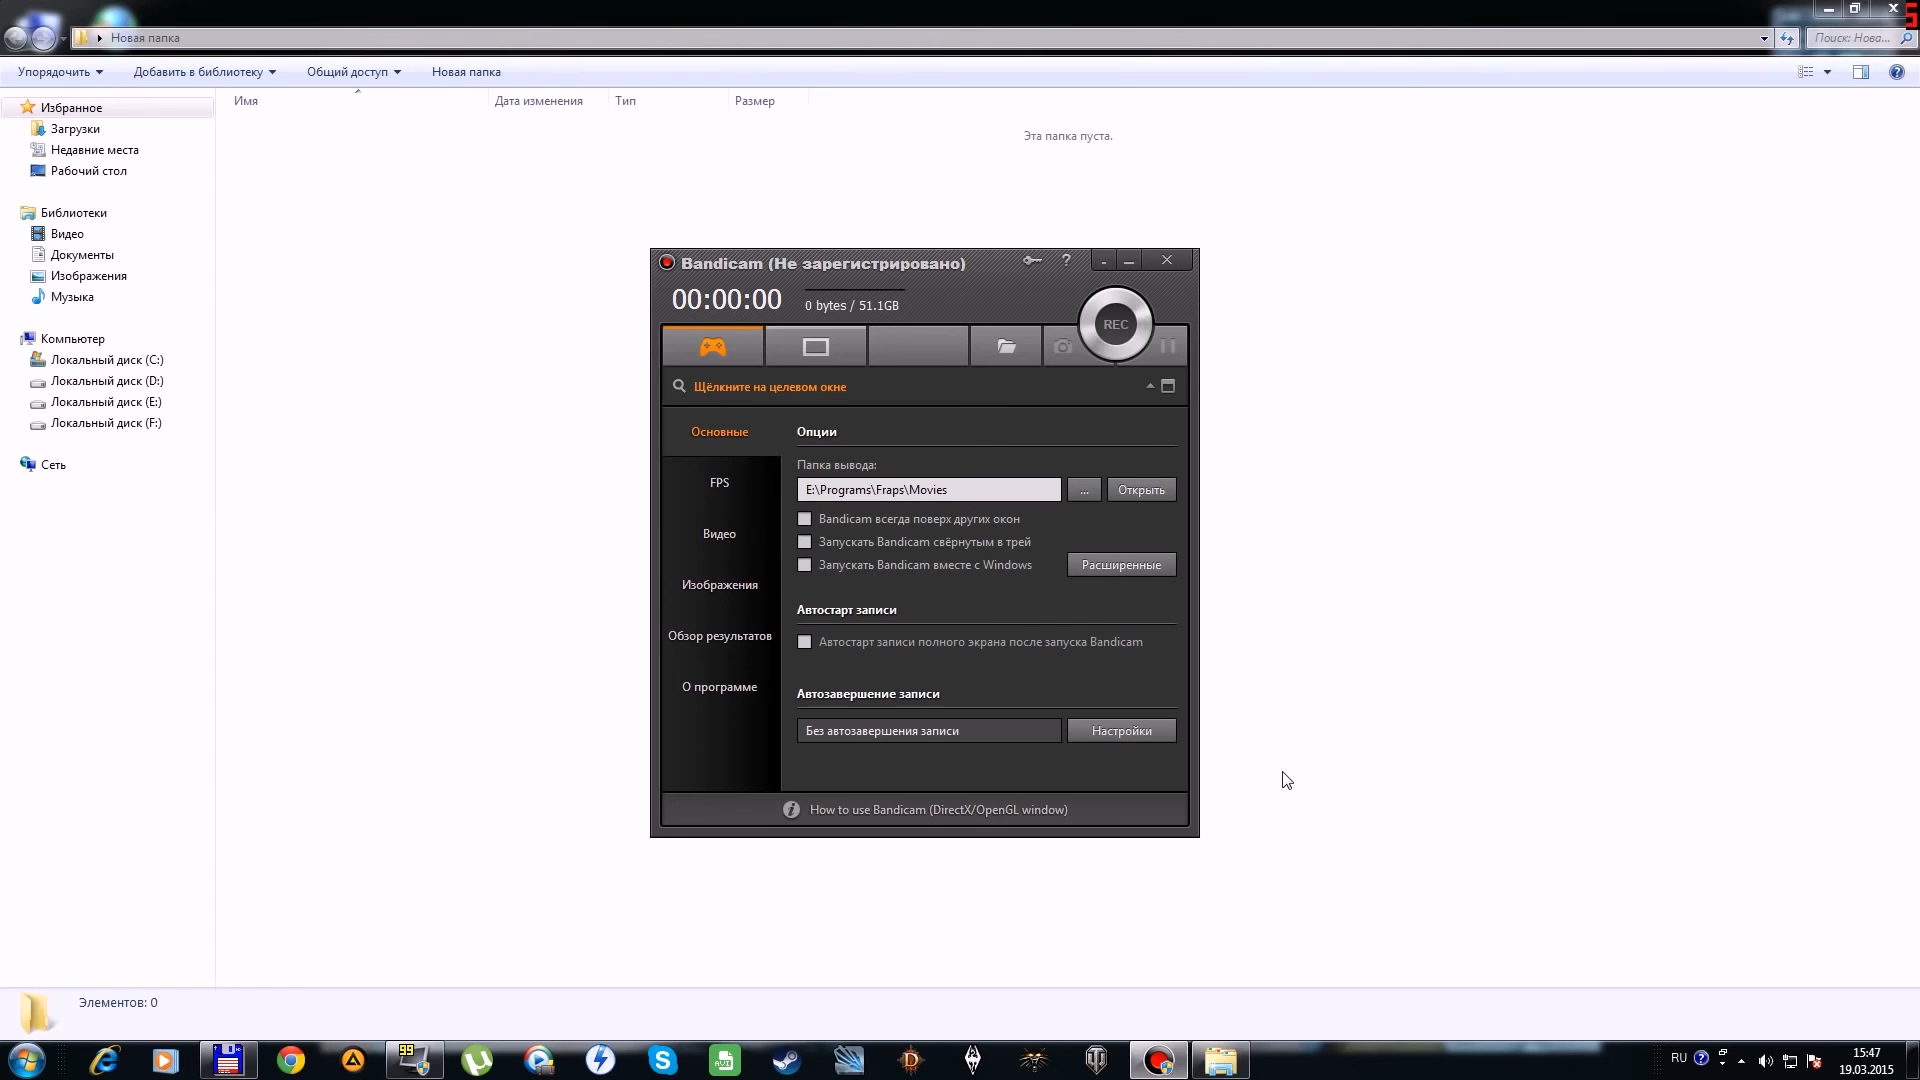 Новая папка
Поиск: Нова...
Упорядочить
Добавить в библиотеку
Общий доступ
Новая папка
Избранное
Загрузки
Недавние места
Рабочий стол
Библиотеки
Видео
Документы
Изображения
Музыка
Компьютер
Локальный диск (C:)
Локальный диск (D:)
Локальный диск (E:)
Локальный диск (F:)
Сеть
Имя
Дата изменения
Тип
Размер
Эта папка пуста.
Bandicam (Не зарегистрировано)
?
00:00:00
0 bytes / 51.1GB
REC
Щёлкните на целевом окне
Основные
FPS
Видео
Изображения
Обзор результатов
О программе
Опции
Папка вывода:
E:\Programs\Fraps\Movies
...
Открыть
Bandicam всегда поверх других окон
Запускать Bandicam свёрнутым в трей
Запускать Bandicam вместе с Windows
Расширенные
Автостарт записи
Автостарт записи полного экрана после запуска Bandicam
Автозавершение записи
Без автозавершения записи
Настройки
How to use Bandicam (DirectX/OpenGL window)
Элементов: 0
99
AVI
RU
15:47
19.03.2015